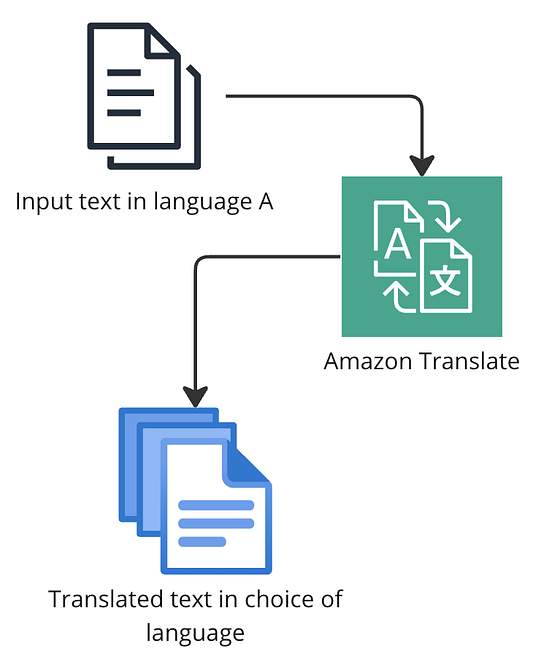 Input text in language A
A
文
Amazon Translate
Translated text in choice of
language